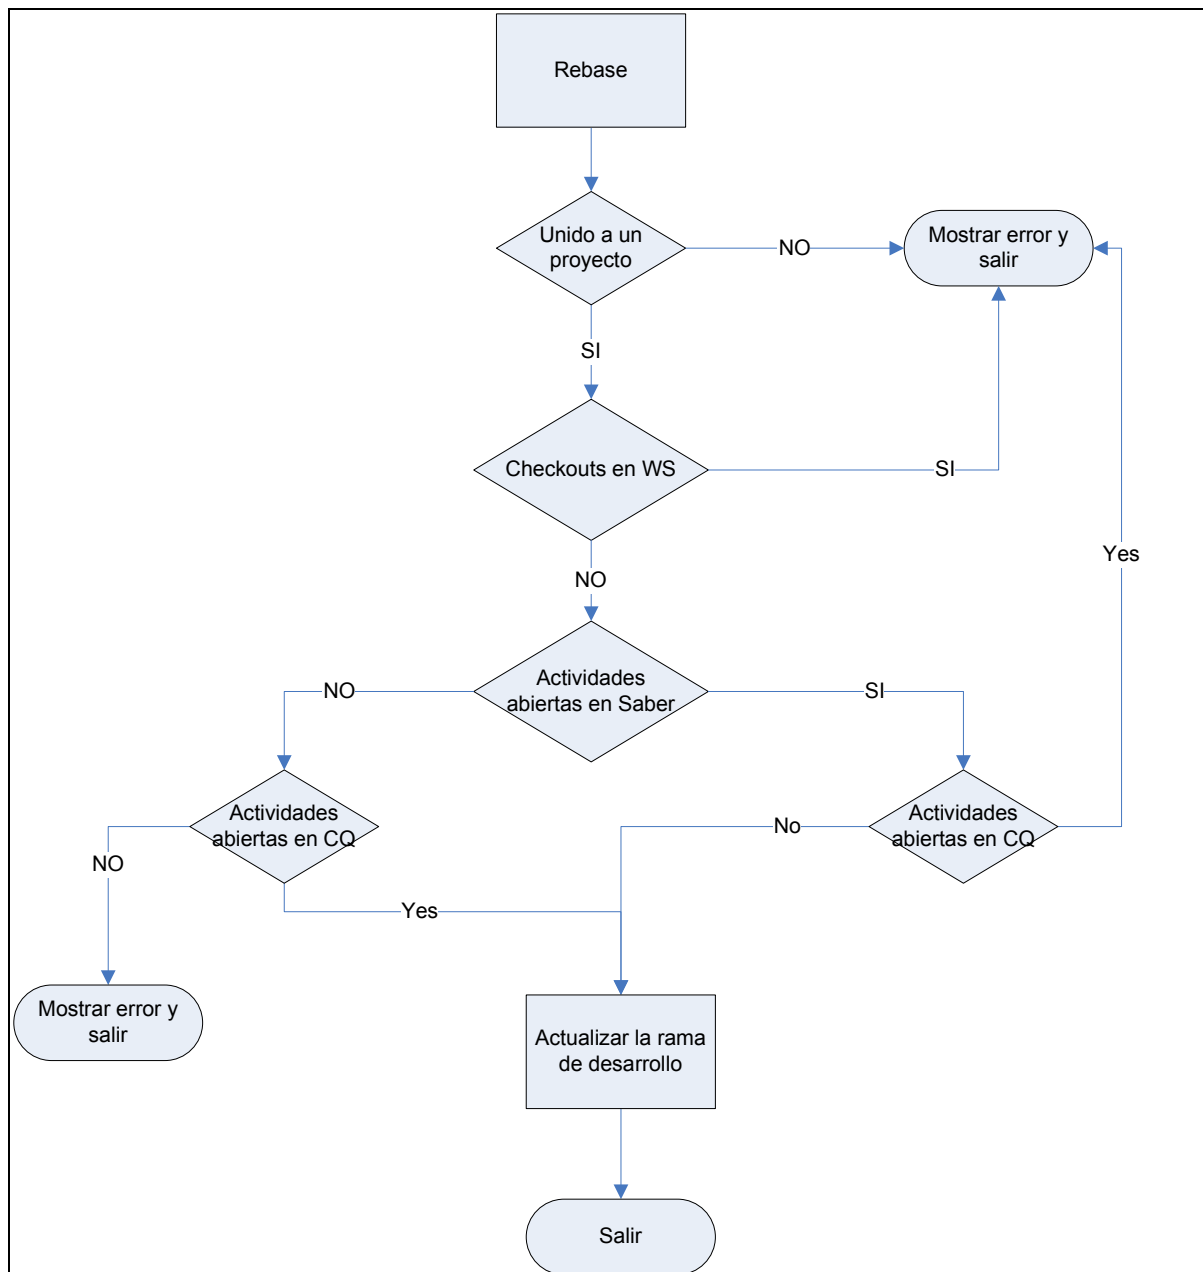 Rebase
Unido a un
proyecto
NO
Mostrar error y
salir
SI
Checkouts en WS
SI
Yes
NO
Actividades
abiertas en Saber
NO
SI
Actividades
abiertas en CQ
No
Actividades
abiertas en CQ
NO
Yes
Mostrar error y
salir
Actualizar la rama
de desarrollo
Salir